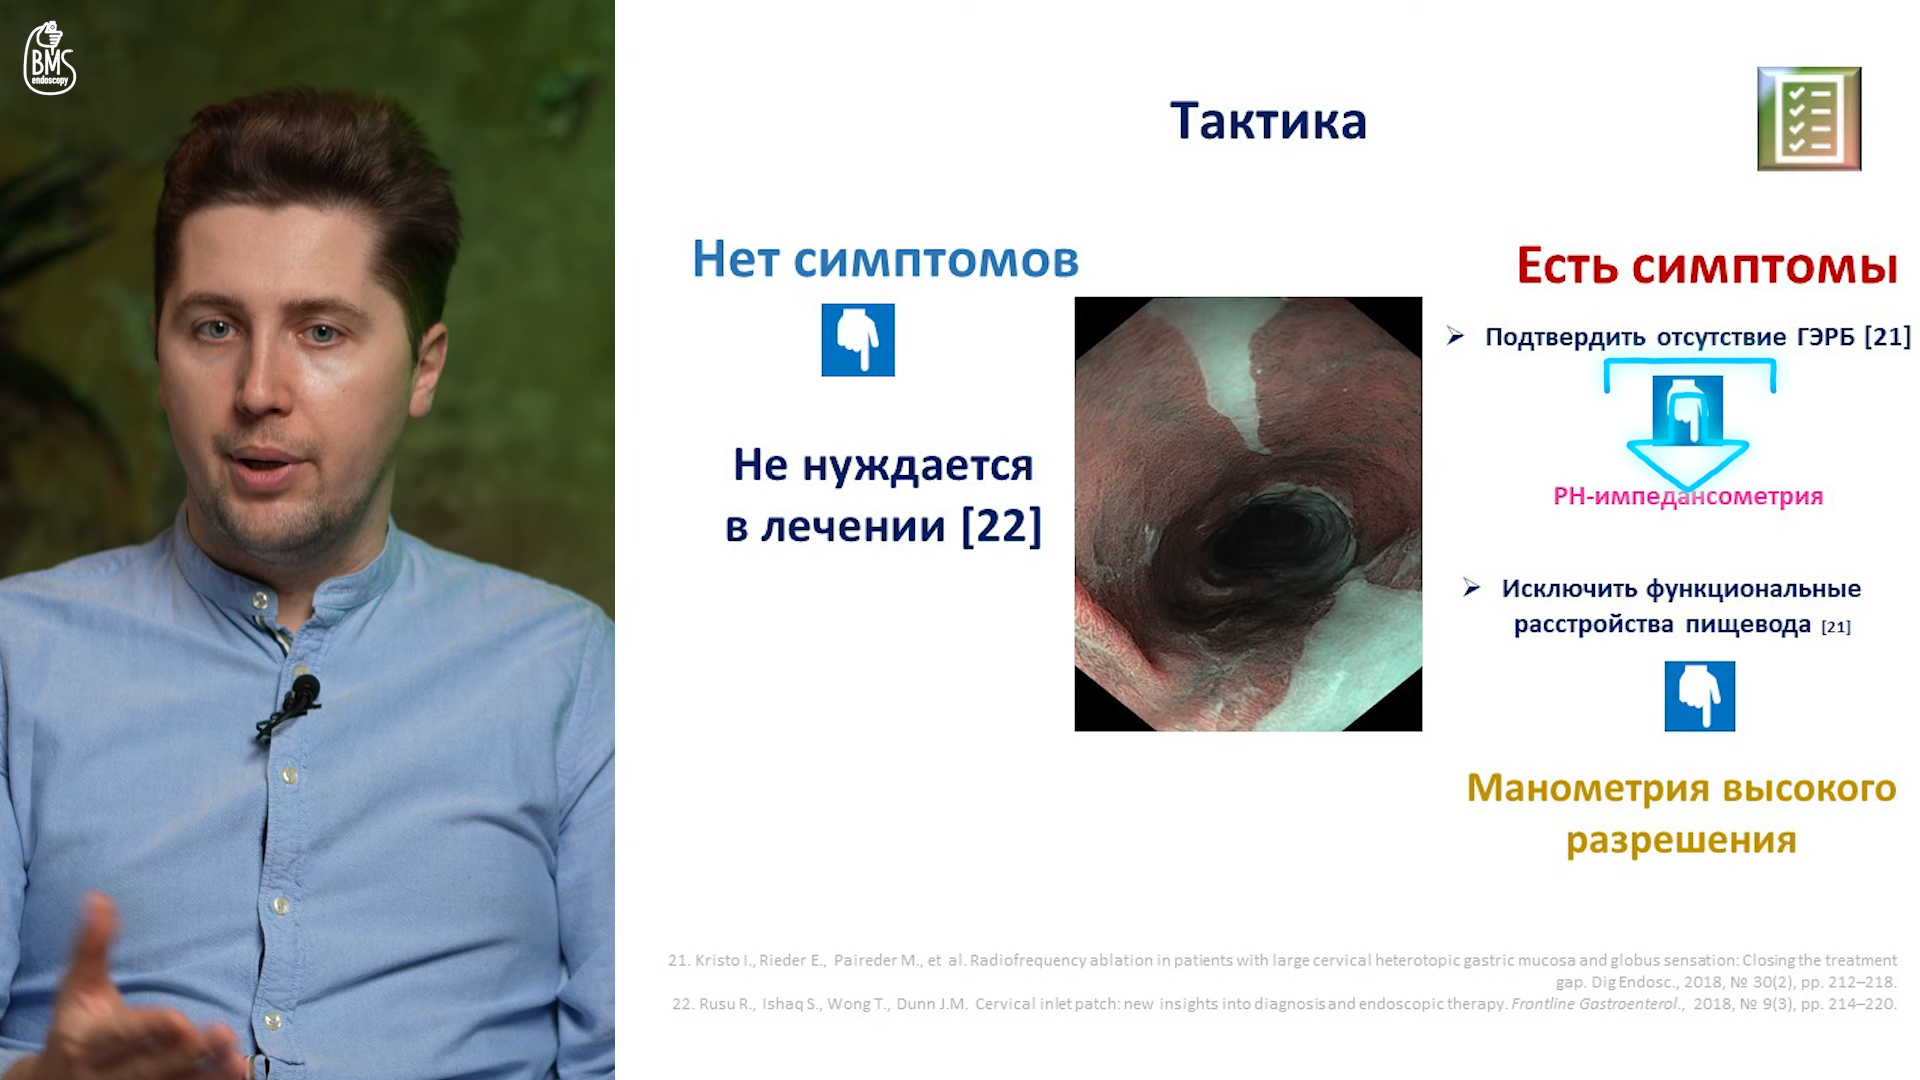 BMS
endoscopy
Тактика
Нет симптомов
Не нуждается
в лечении [22]
Есть симптомы
Подтвердить отсутствие ГЭРБ [21]
РН-импедансометрия
Исключить функциональные
расстройства пищевода [21]
Манометрия высокого
разрешения
21. Kristo I., Rieder E., Paireder M., et al. Radiofrequency ablation in patients with large cervical heterotopic gastric mucosa and globus sensation: Closing the treatment
gap. Dig Endosc., 2018, № 30(2), pp. 212–218.
22. Rusu R., Ishaq S., Wong T., Dunn J.M. Cervical inlet patch: new insights into diagnosis and endoscopic therapy. Frontline Gastroenterol., 2018, № 9(3), pp. 214–220.